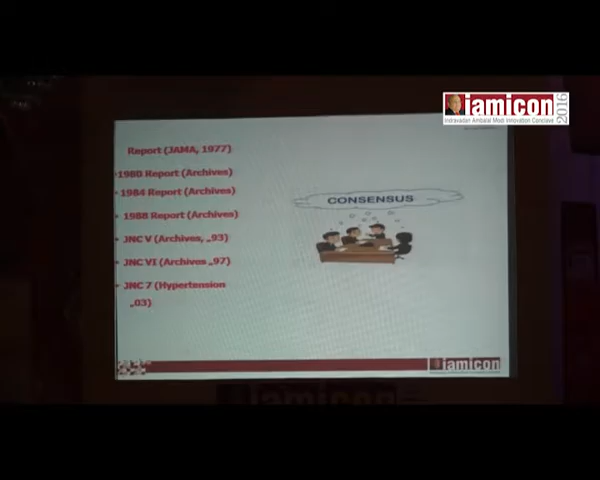 iamicon
2016
Indravadan Ambalal Modi Innovation Conclave
Report (JAMA, 1977)
•1980 Report (Archives)
• 1984 Report (Archives)
• 1988 Report (Archives)
• JNC V (Archives, „93)
• JNC VI (Archives „97)
• JNC 7 (Hypertension
„03)
CONSENSUS
iamicon
iamicon